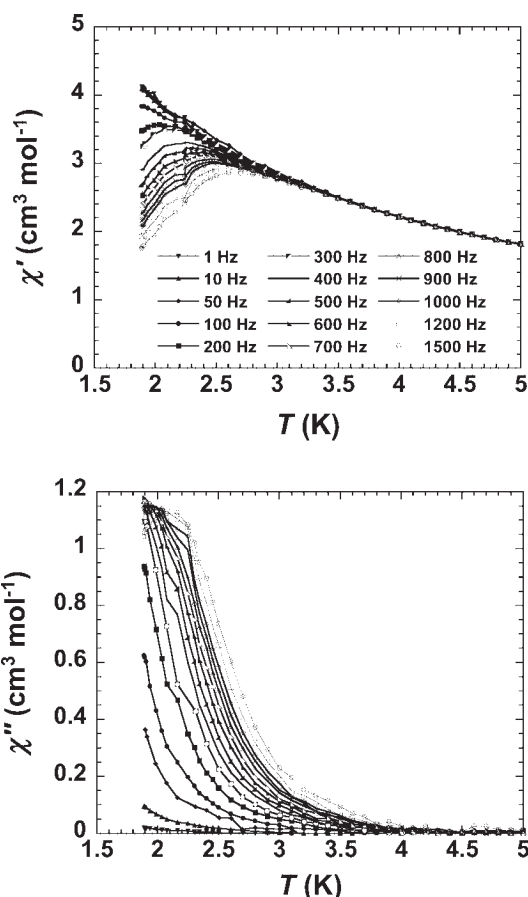 5
4
3
2
1
0
χ′ (cm³ mol⁻¹)
1 Hz 300 Hz 800 Hz
10 Hz 400 Hz 900 Hz
50 Hz 500 Hz 1000 Hz
100 Hz 600 Hz 1200 Hz
200 Hz 700 Hz 1500 Hz
1.5 2 2.5 3 3.5 4 4.5 5
T (K)
1.2
1
0.8
0.6
0.4
0.2
0
χ″ (cm³ mol⁻¹)
1.5 2 2.5 3 3.5 4 4.5 5
T (K)